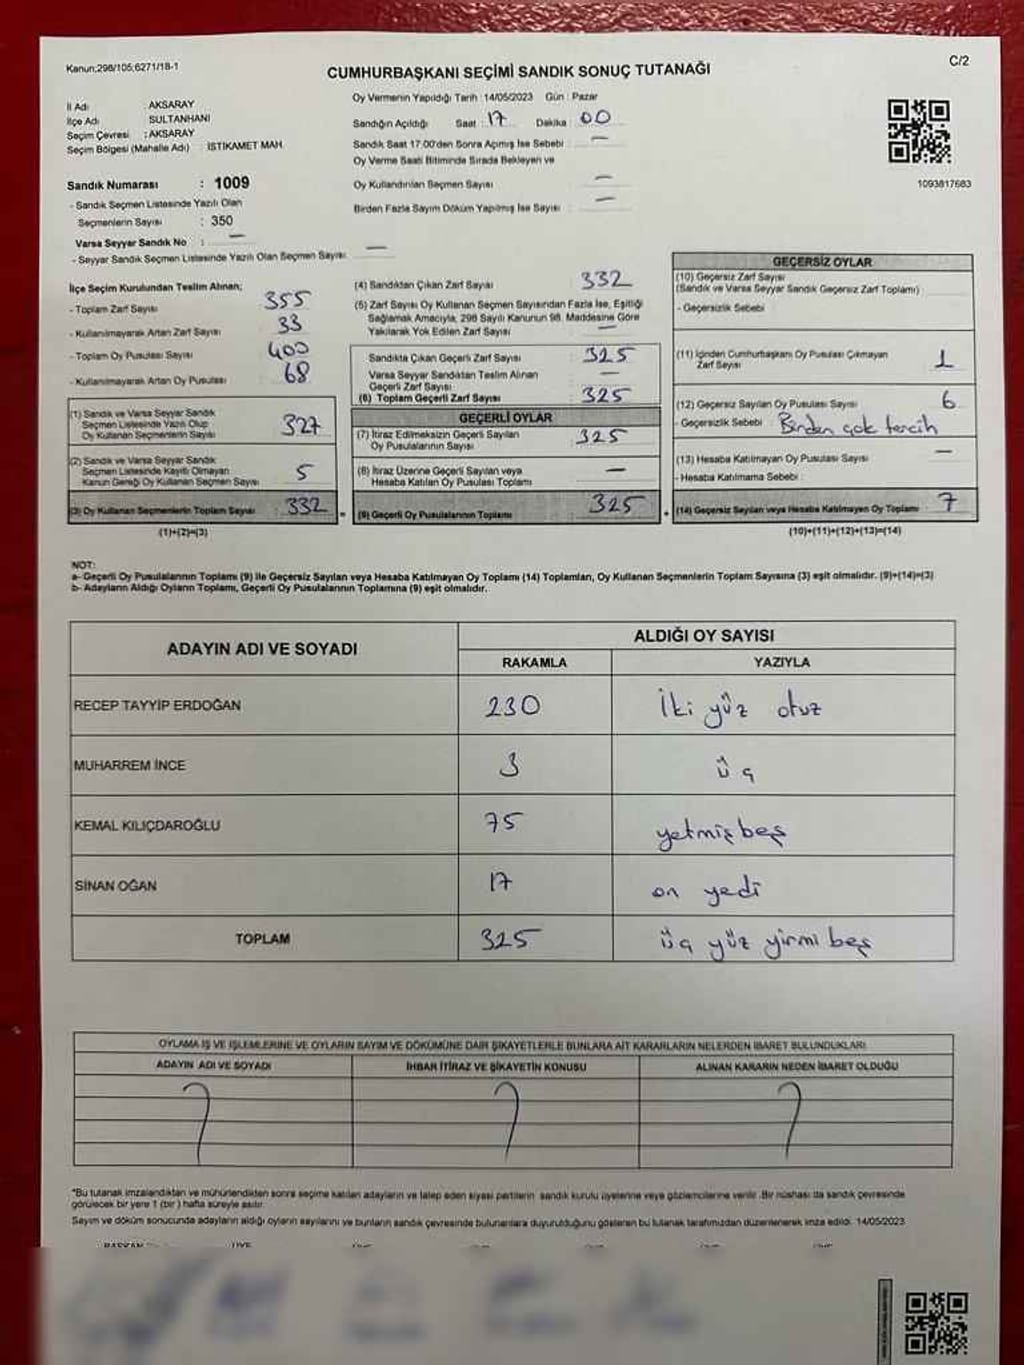 Kanun;298/105;6271/18-1
C/2
CUMHURBAŞKANI SEÇİMİ SANDIK SONUÇ TUTANAĞI
İl Adı : AKSARAY
İlçe Adı : SULTANHANI
Seçim Çevresi : AKSARAY
Seçim Bölgesi (Mahalle Adı) : İSTİKAMET MAH.
Oy Vermenin Yapıldığı Tarih : 14/05/2023 Gün : Pazar
Sandığın Açıldığı Saat : 17 Dakika : 00
Sandık Saat 17.00'den Sonra Açılmış İse Sebebi : —
Oy Verme Saati Bitiminde Sırada Bekleyen ve
Oy Kullandırılan Seçmen Sayısı : —
Birden Fazla Sayım Döküm Yapılmış İse Sayısı : —
1093817683
Sandık Numarası : 1009
- Sandık Seçmen Listesinde Yazılı Olan
Seçmenlerin Sayısı : 350
Varsa Seyyar Sandık No : —
- Seyyar Sandık Seçmen Listesinde Yazılı Olan Seçmen Sayısı: —
İlçe Seçim Kurulundan Teslim Alınan;
- Toplam Zarf Sayısı 355
- Kullanılmayarak Artan Zarf Sayısı 33
- Toplam Oy Pusulası Sayısı 400
- Kullanılmayarak Artan Oy Pusulası 68
(1) Sandık ve Varsa Seyyar Sandık
Seçmen Listesinde Yazılı Olup
Oy Kullanan Seçmenlerin Sayısı 327
(2) Sandık ve Varsa Seyyar Sandık
Seçmen Listesinde Kayıtlı Olmayan
Kanun Gereği Oy Kullanan Seçmen Sayısı 5
(3) Oy Kullanan Seçmenlerin Toplam Sayısı 332
(1)+(2)=(3)
(4) Sandıktan Çıkan Zarf Sayısı 332
(5) Zarf Sayısı Oy Kullanan Seçmen Sayısından Fazla İse, Eşitliği
Sağlamak Amacıyla, 298 Sayılı Kanunun 98. Maddesine Göre
Yakılarak Yok Edilen Zarf Sayısı —
Sandıkta Çıkan Geçerli Zarf Sayısı 325
Varsa Seyyar Sandıktan Teslim Alınan
Geçerli Zarf Sayısı —
(6) Toplam Geçerli Zarf Sayısı 325
GEÇERLİ OYLAR
(7) İtiraz Edilmeksizin Geçerli Sayılan
Oy Pusulalarının Sayısı 325
(8) İtiraz Üzerine Geçerli Sayılan veya
Hesaba Katılan Oy Pusulası Toplamı —
= (9) Geçerli Oy Pusulalarının Toplamı 325
GEÇERSİZ OYLAR
(10) Geçersiz Zarf Sayısı
(Sandık ve Varsa Seyyar Sandık Geçersiz Zarf Toplamı) :
- Geçersizlik Sebebi :
(11) İçinden Cumhurbaşkanı Oy Pusulası Çıkmayan
Zarf Sayısı 1
(12) Geçersiz Sayılan Oy Pusulası Sayısı 6
- Geçersizlik Sebebi : Birden çok tercih
(13) Hesaba Katılmayan Oy Pusulası Sayısı —
- Hesaba Katılmama Sebebi :
+ (14) Geçersiz Sayılan veya Hesaba Katılmayan Oy Toplamı 7
(10)+(11)+(12)+(13)=(14)
NOT:
a- Geçerli Oy Pusulalarının Toplamı (9) ile Geçersiz Sayılan veya Hesaba Katılmayan Oy Toplamı (14) Toplamları, Oy Kullanan Seçmenlerin Toplam Sayısına (3) eşit olmalıdır. (9)+(14)=(3)
b- Adayların Aldığı Oyların Toplamı, Geçerli Oy Pusulalarının Toplamına (9) eşit olmalıdır.
ADAYIN ADI VE SOYADI
ALDIĞI OY SAYISI
RAKAMLA YAZIYLA
RECEP TAYYİP ERDOĞAN 230 İki yüz otuz
MUHARREM İNCE 3 üç
KEMAL KILIÇDAROĞLU 75 yetmiş beş
SİNAN OĞAN 17 on yedi
TOPLAM 325 üç yüz yirmi beş
OYLAMA İŞ VE İŞLEMLERİNE VE OYLARIN SAYIM VE DÖKÜMÜNE DAİR ŞİKAYETLERLE BUNLARA AİT KARARLARIN NELERDEN İBARET BULUNDUKLARI
ADAYIN ADI VE SOYADI İHBAR İTİRAZ VE ŞİKAYETİN KONUSU ALINAN KARARIN NEDEN İBARET OLDUĞU
*Bu tutanak imzalandıktan ve mühürlendikten sonra seçime katılan adayların ve talep eden siyasi partilerin sandık kurulu üyelerine veya gözlemcilerine verilir .Bir nüshası da sandık çevresinde
görülecek bir yere 1 (bir ) hafta süreyle asılır.
Sayım ve döküm sonucunda adayların aldığı oyların sayılarını ve bunların sandık çevresinde bulunanlara duyurulduğunu gösteren bu tutanak tarafımızdan düzenlenerek imza edildi. 14/05/2023